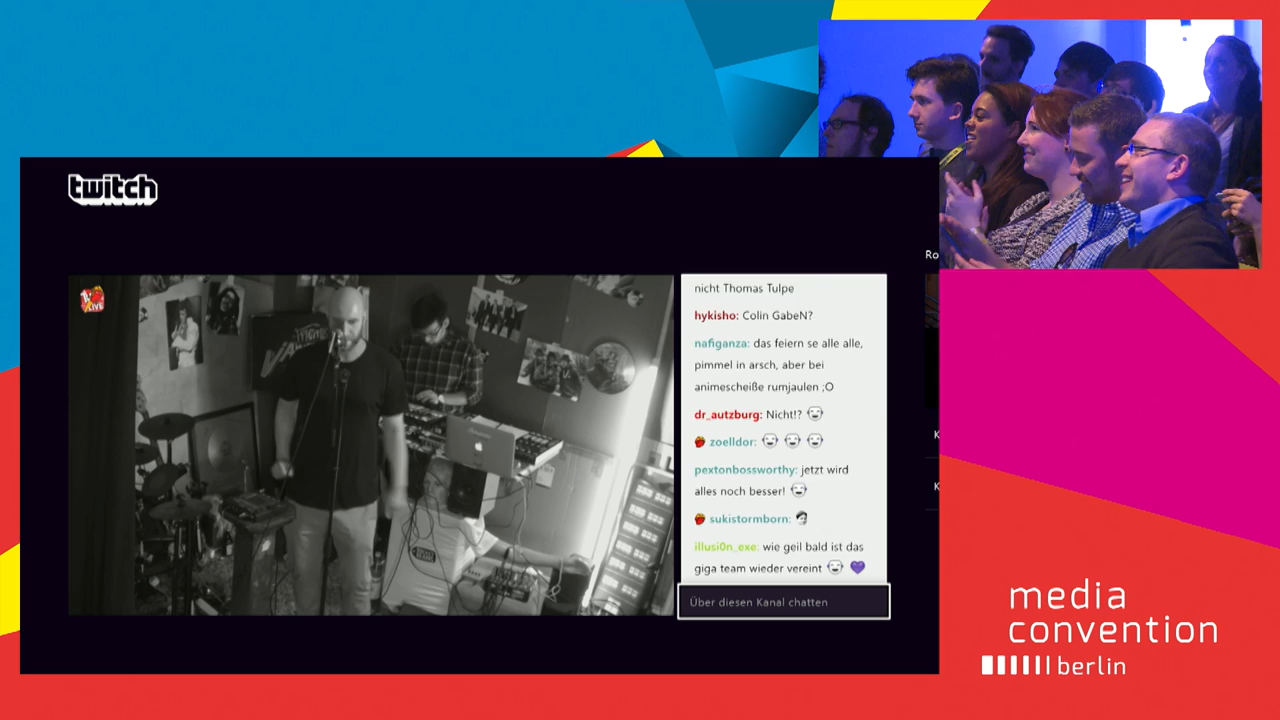 twitch
LIVE
nicht Thomas Tulpe
hykisho: Colin GabeN?
nafiganza: das feiern se alle alle,
pimmel in arsch, aber bei
animescheiße rumjaulen ;O
dr_autzburg: Nicht!?
zoelldor:
pextonbossworthy: jetzt wird
alles noch besser!
sukistormborn:
illusi0n_exe: wie geil bald ist das
giga team wieder vereint
Über diesen Kanal chatten
Ro
K
K
media
convention
berlin